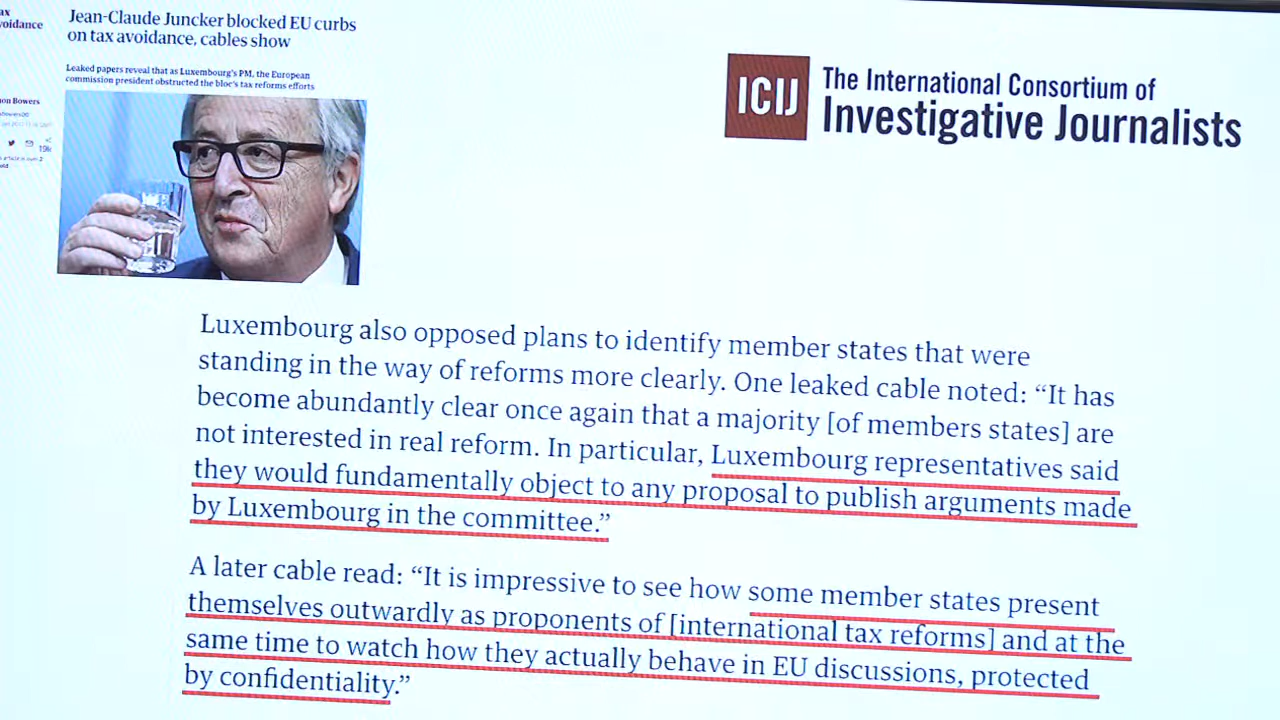 Jean-Claude Juncker blocked EU curbs
on tax avoidance, cables show
Leaked papers reveal that as Luxembourg's PM, the European
commission president obstructed the bloc's tax reforms efforts
ICIJ
The International Consortium of
Investigative Journalists
Luxembourg also opposed plans to identify member states that were
standing in the way of reforms more clearly. One leaked cable noted: “It has
become abundantly clear once again that a majority [of members states] are
not interested in real reform. In particular, Luxembourg representatives said
they would fundamentally object to any proposal to publish arguments made
by Luxembourg in the committee.”
A later cable read: “It is impressive to see how some member states present
themselves outwardly as proponents of [international tax reforms] and at the
same time to watch how they actually behave in EU discussions, protected
by confidentiality.”